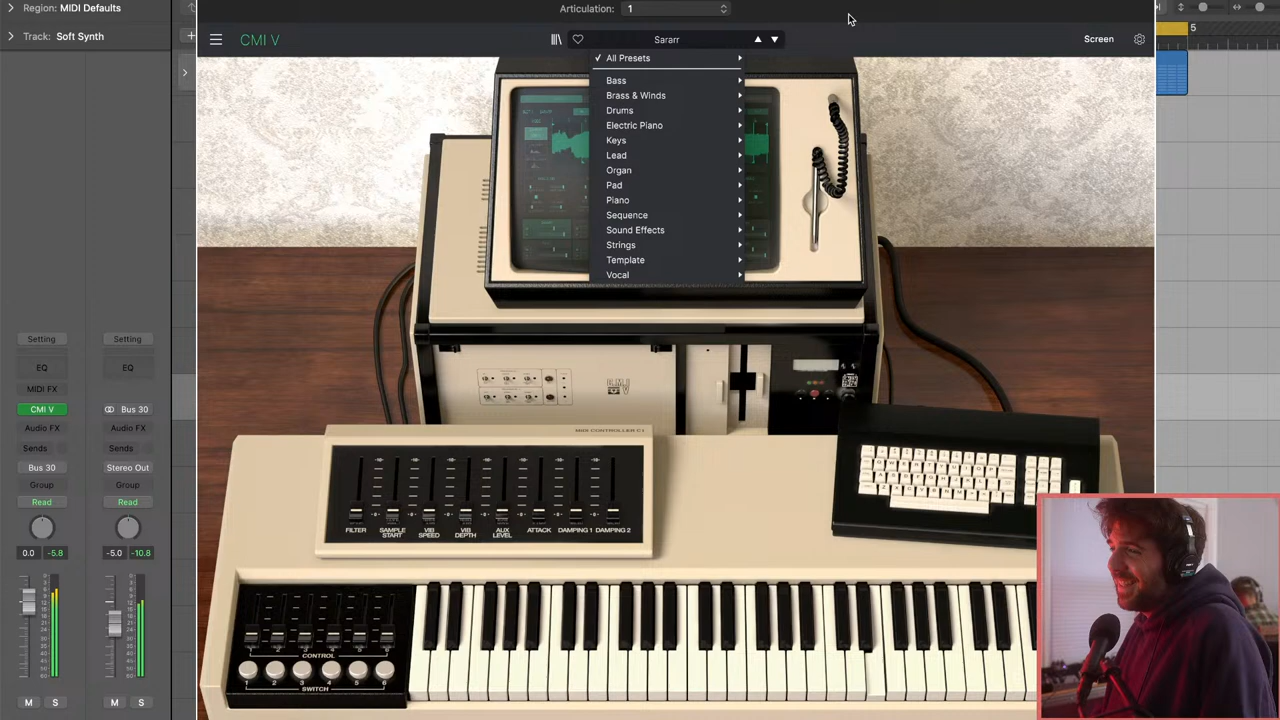 Region: MIDI Defaults
Track: Soft Synth
Articulation: 1
5
CMI V
Sararr
Screen
✓ All Presets
Bass
Brass & Winds
Drums
Electric Piano
Keys
Lead
Organ
Pad
Piano
Sequence
Sound Effects
Strings
Template
Vocal
Setting
Setting
EQ
EQ
MIDI FX
CMI V
Bus 30
Audio FX
Audio FX
Sends
Sends
Bus 30
Stereo Out
Group
Group
Read
Read
0.0
-5.8
-5.0
-10.8
M
S
M
S
CMI
V
FILTER
SAMPLE START
VIB SPEED
VIB DEPTH
AUX LEVEL
ATTACK
DAMPING 1
DAMPING 2
CONTROL
1 2 3 4 5 6
SWITCH